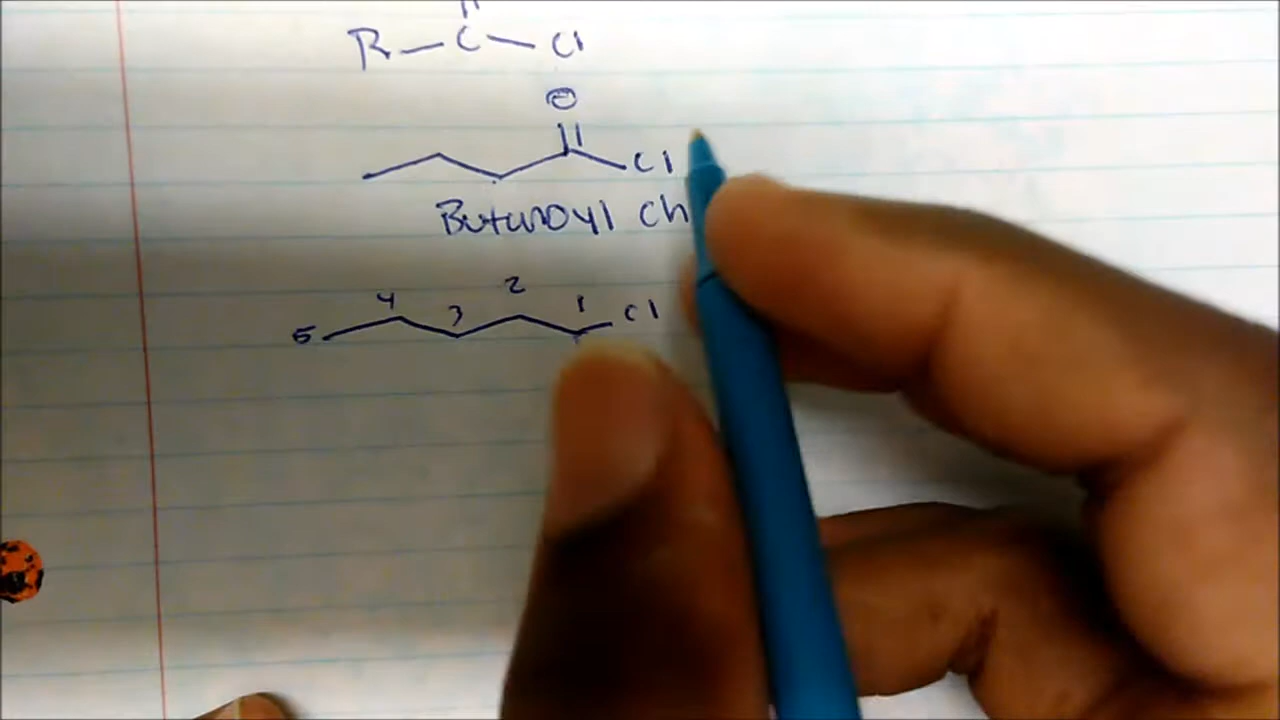 R — C — Cl
O
Cl
Butanoyl Ch
4 2
5 3 1 Cl